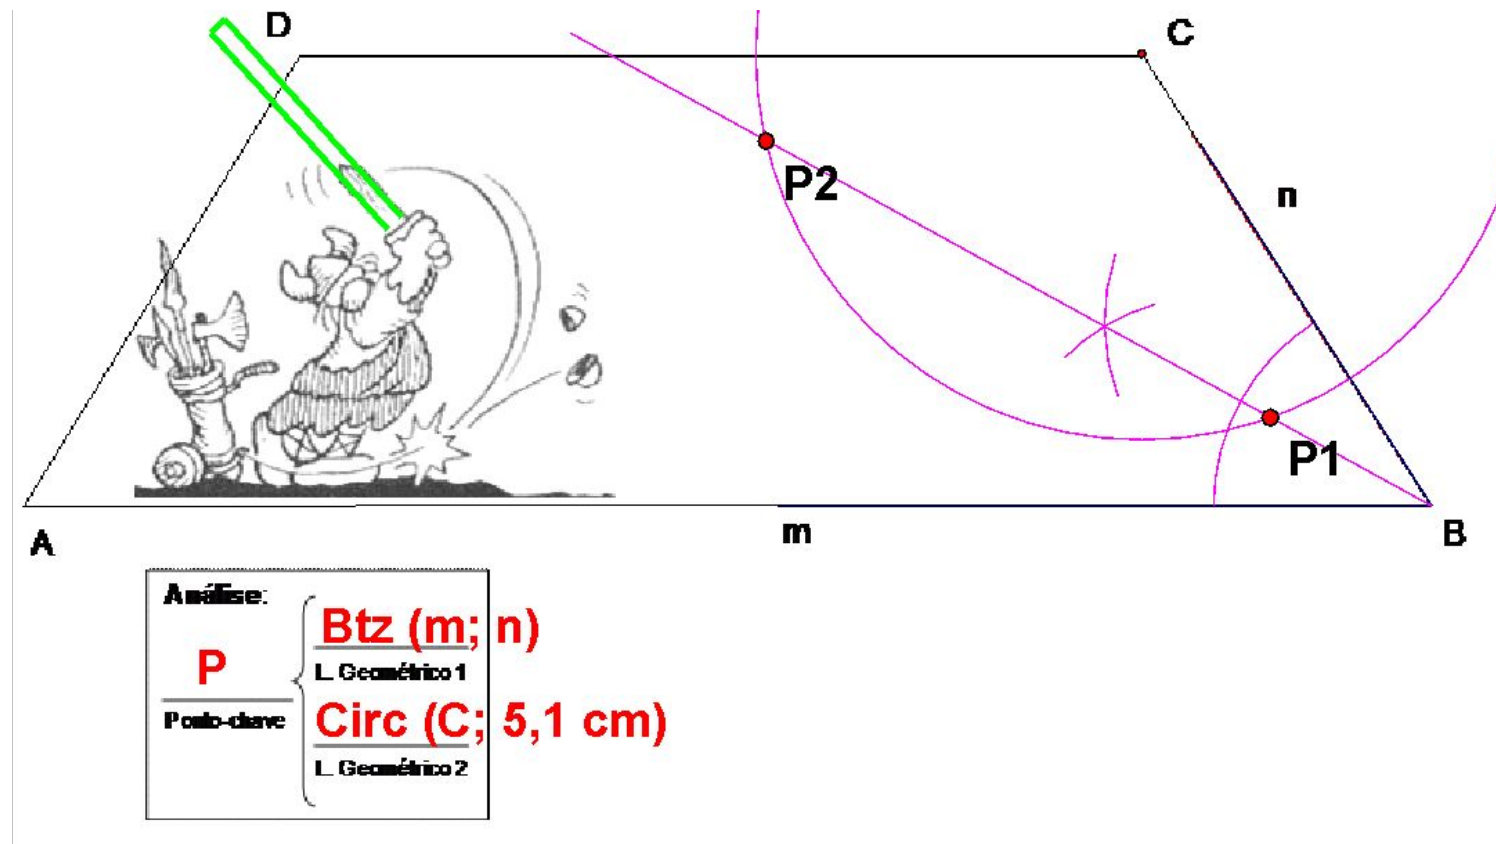 D
C
P2
n
P1
A
m
B
Análise:
Btz (m; n)
P
L. Geométrico 1
Ponto-chave
Circ (C; 5,1 cm)
L. Geométrico 2